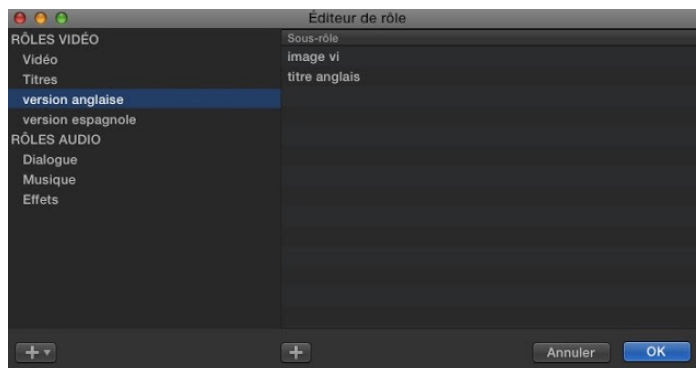 Éditeur de rôle
RÔLES VIDÉO
Vidéo
Titres
version anglaise
version espagnole
RÔLES AUDIO
Dialogue
Musique
Effets
Sous-rôle
image vi
titre anglais
Annuler
OK